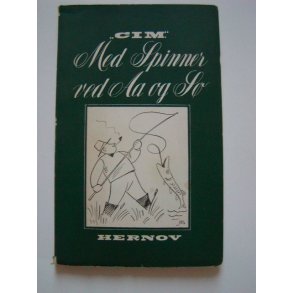 „CIM"
Med Spinner
ved Aa og Sø
HERNOV